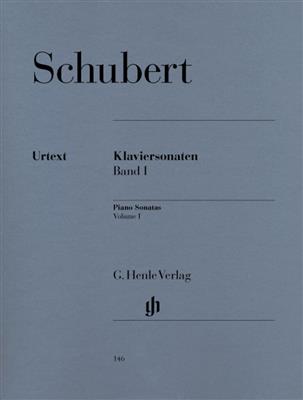 Schubert
Urtext
Klaviersonaten
Band I
Piano Sonatas
Volume I
G. Henle Verlag
146